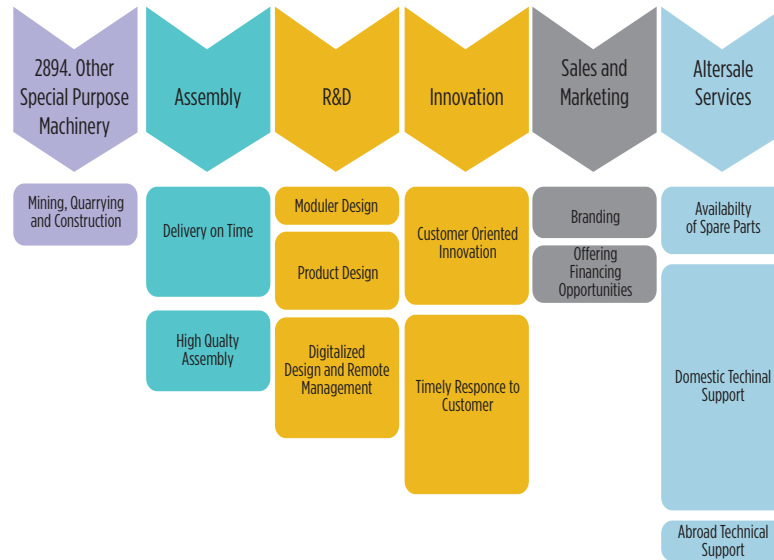 2894. Other
Special Purpose
Machinery
Assembly
R&D
Innovation
Sales and
Marketing
Altersale
Services
Mining, Quarrying
and Construction
Delivery on Time
High Qualty
Assembly
Moduler Design
Product Design
Digitalized
Design and Remote
Management
Customer Oriented
Innovation
Timely Responce to
Customer
Branding
Offering
Financing
Opportunities
Availabilty
of Spare Parts
Domestic Techinal
Support
Abroad Technical
Support